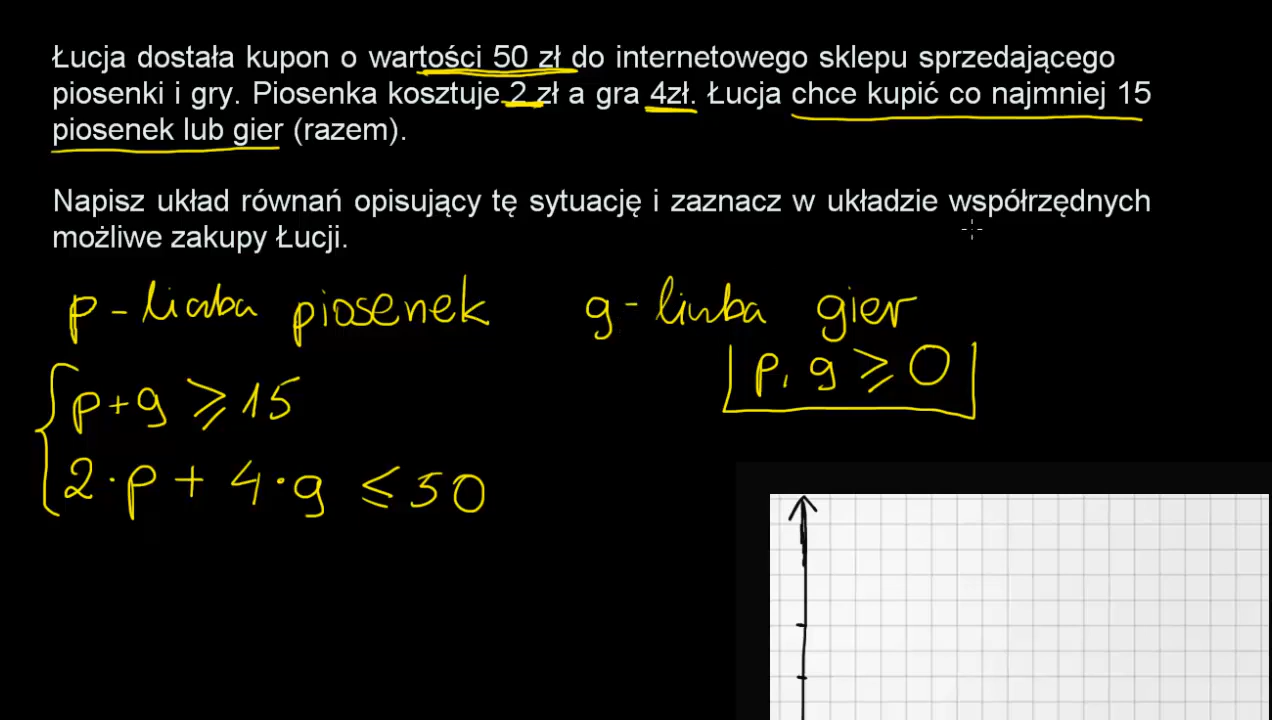 Łucja dostała kupon o wartości 50 zł do internetowego sklepu sprzedającego
piosenki i gry. Piosenka kosztuje 2 zł a gra 4zł. Łucja chce kupić co najmniej 15
piosenek lub gier (razem).
Napisz układ równań opisujący tę sytuację i zaznacz w układzie współrzędnych
możliwe zakupy Łucji.
p - liczba piosenek g - liczba gier
p, g ⩾ 0
p+g ⩾ 15
2·p + 4·g ≤ 50